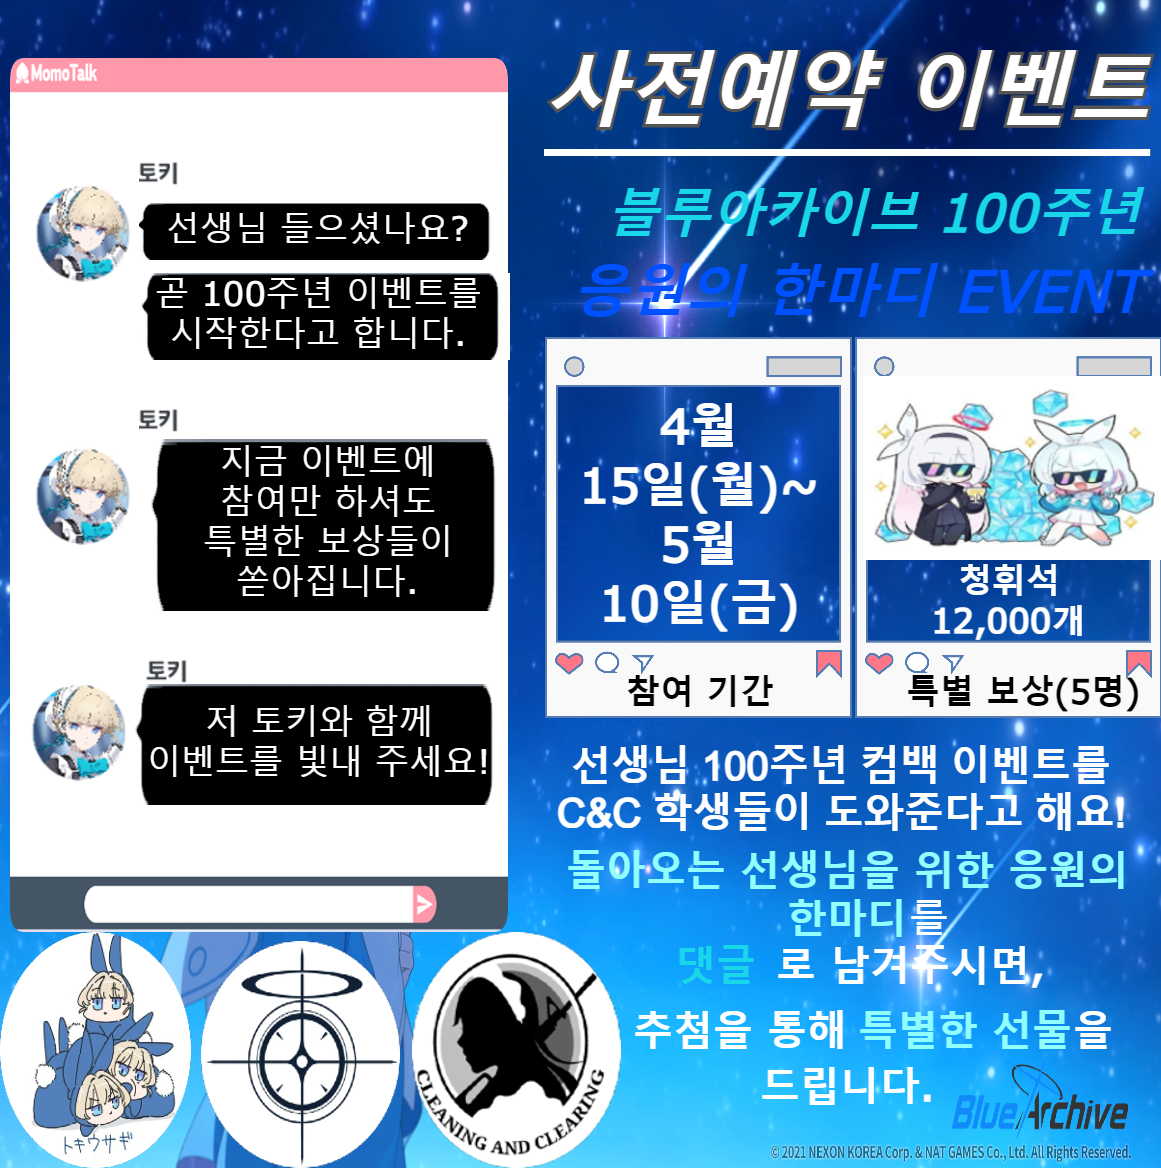 MomoTalk
토키
선생님 들으셨나요?
곧 100주년 이벤트를
시작한다고 합니다.
토키
지금 이벤트에
참여만 하셔도
특별한 보상들이
쏟아집니다.
토키
저 토키와 함께
이벤트를 빛내 주세요!
トキウサギ
CLEANING AND CLEARING
사전예약 이벤트
블루아카이브 100주년
응원의 한마디 EVENT
4월
15일(월)~
5월
10일(금)
참여 기간
청휘석
12,000개
특별 보상(5명)
선생님 100주년 컴백 이벤트를
C&C 학생들이 도와준다고 해요!
돌아오는 선생님을 위한 응원의
한마디를
댓글 로 남겨주시면,
추첨을 통해 특별한 선물을
드립니다.
Blue Archive
© 2021 NEXON KOREA Corp. & NAT GAMES Co., Ltd. All Rights Reserved.